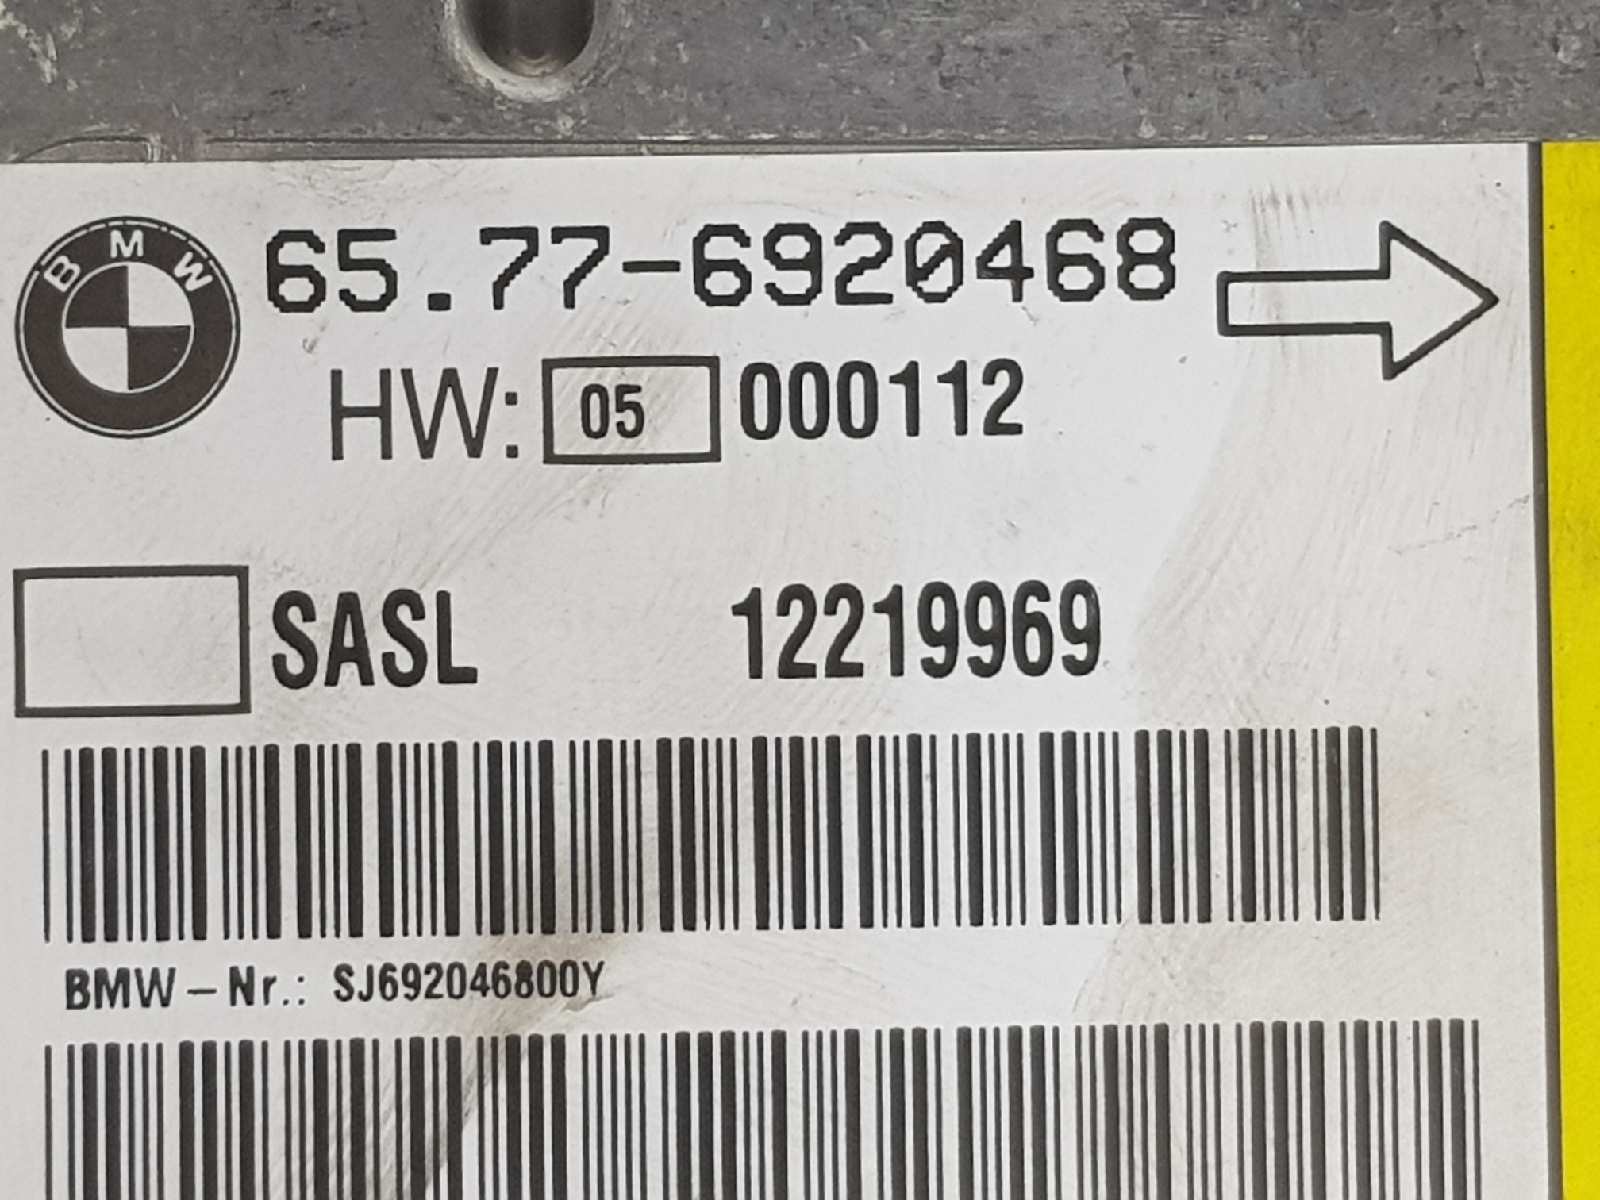 BMW
65.77-6920468
HW: 05 000112
SASL 12219969
BMW-Nr.: SJ692046800Y